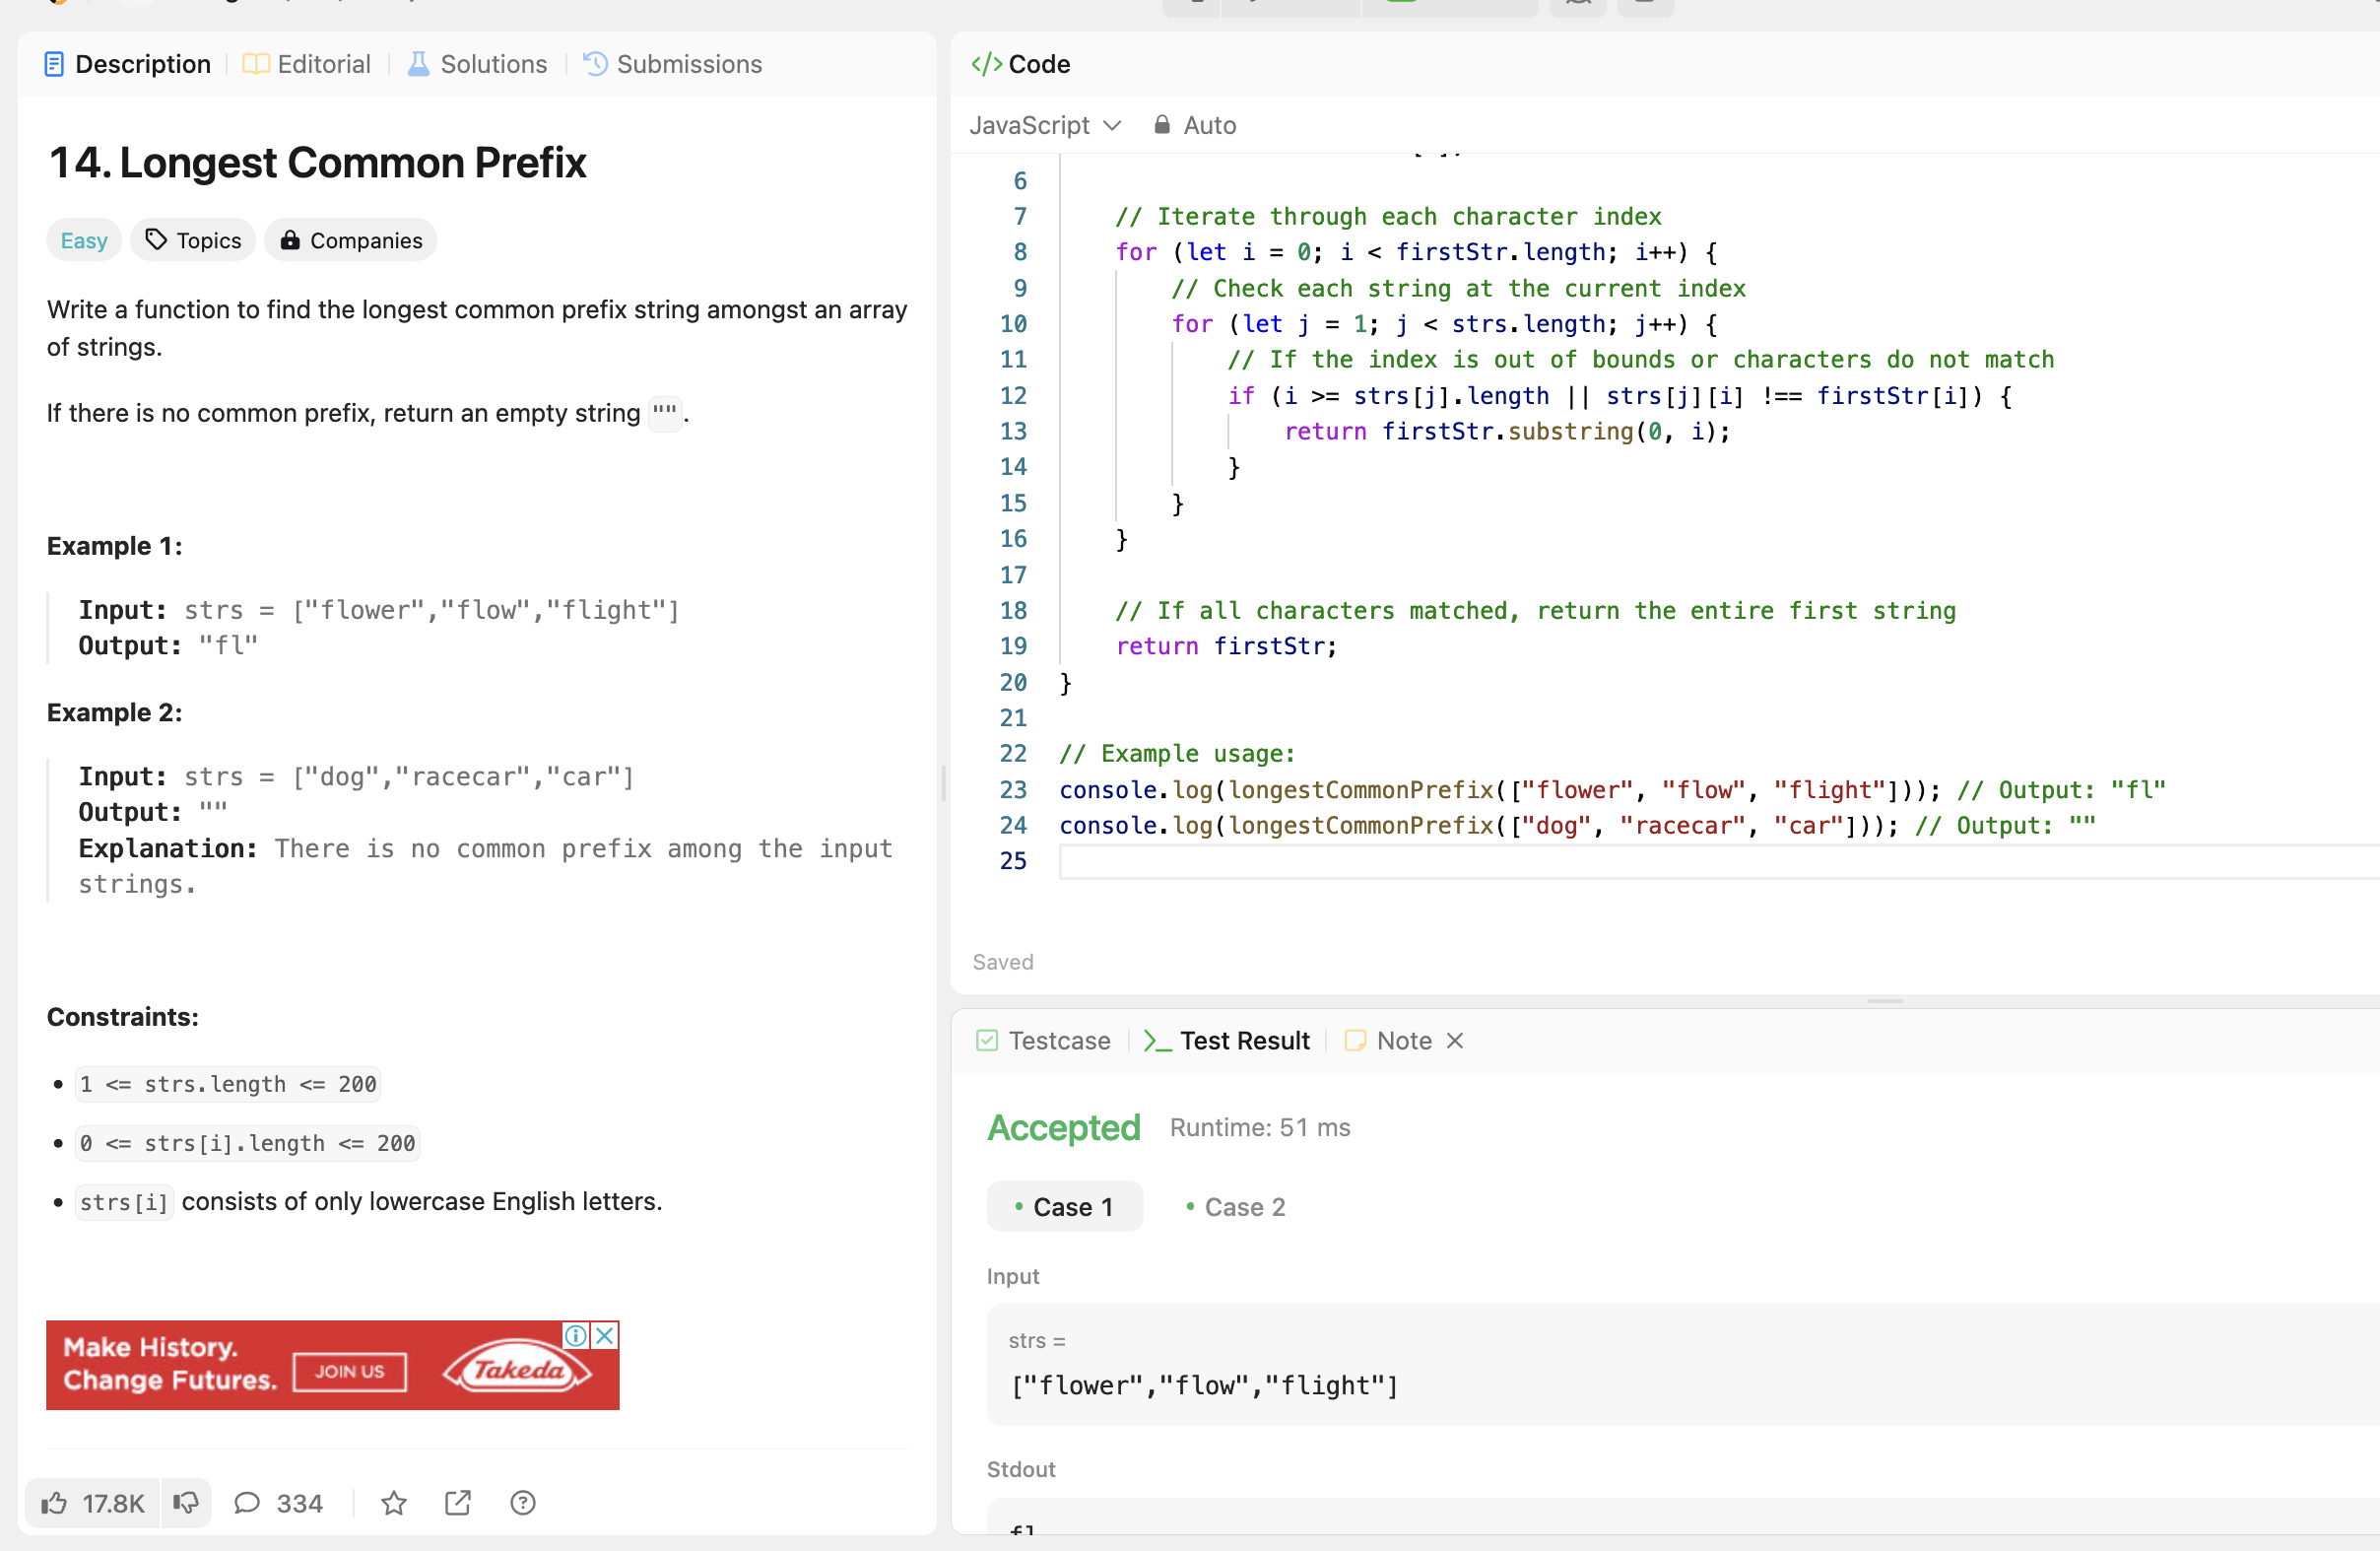 Description
Editorial
Solutions
Submissions
14. Longest Common Prefix
Easy
Topics
Companies
Write a function to find the longest common prefix string amongst an array
of strings.
If there is no common prefix, return an empty string "".
Example 1:
Input: strs = ["flower","flow","flight"]
Output: "fl"
Example 2:
Input: strs = ["dog","racecar","car"]
Output: ""
Explanation: There is no common prefix among the input
strings.
Constraints:
1 <= strs.length <= 200
0 <= strs[i].length <= 200
strs[i] consists of only lowercase English letters.
Make History.
Change Futures.
JOIN US
Takeda
17.8K
334
</> Code
JavaScript
Auto
6
7 // Iterate through each character index
8 for (let i = 0; i < firstStr.length; i++) {
9 // Check each string at the current index
10 for (let j = 1; j < strs.length; j++) {
11 // If the index is out of bounds or characters do not match
12 if (i >= strs[j].length || strs[j][i] !== firstStr[i]) {
13 return firstStr.substring(0, i);
14 }
15 }
16 }
17
18 // If all characters matched, return the entire first string
19 return firstStr;
20 }
21
22 // Example usage:
23 console.log(longestCommonPrefix(["flower", "flow", "flight"])); // Output: "fl"
24 console.log(longestCommonPrefix(["dog", "racecar", "car"])); // Output: ""
25
Saved
Testcase
Test Result
Note
Accepted Runtime: 51 ms
Case 1
Case 2
Input
strs =
["flower","flow","flight"]
Stdout
fl